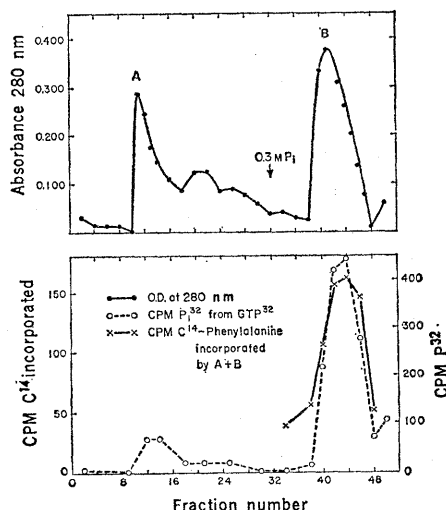 Absorbance 280 nm
0.400
0.300
0.200
0.100
A
B
0.3 M Pi
CPM C14 incorporated
150
100
50
0
O.D. at 280 nm
CPM Pi32 from GTP32
CPM C14-Phenylalanine
incorporated
by A+B
CPM P32
400
300
200
100
0
0 8 16 24 32 40 48
Fraction number